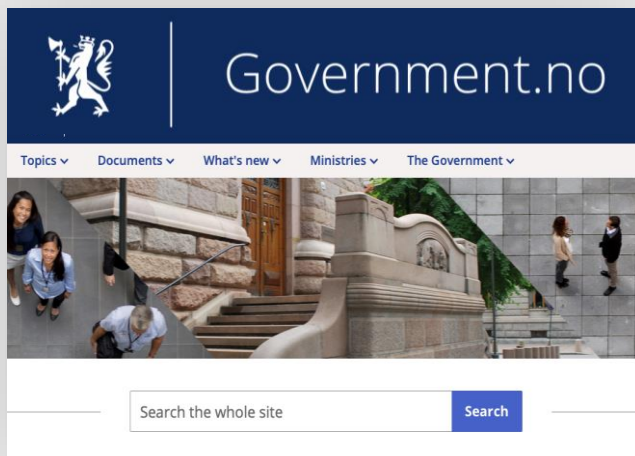 Government.no
Topics Documents What's new Ministries The Government
Search the whole site Search